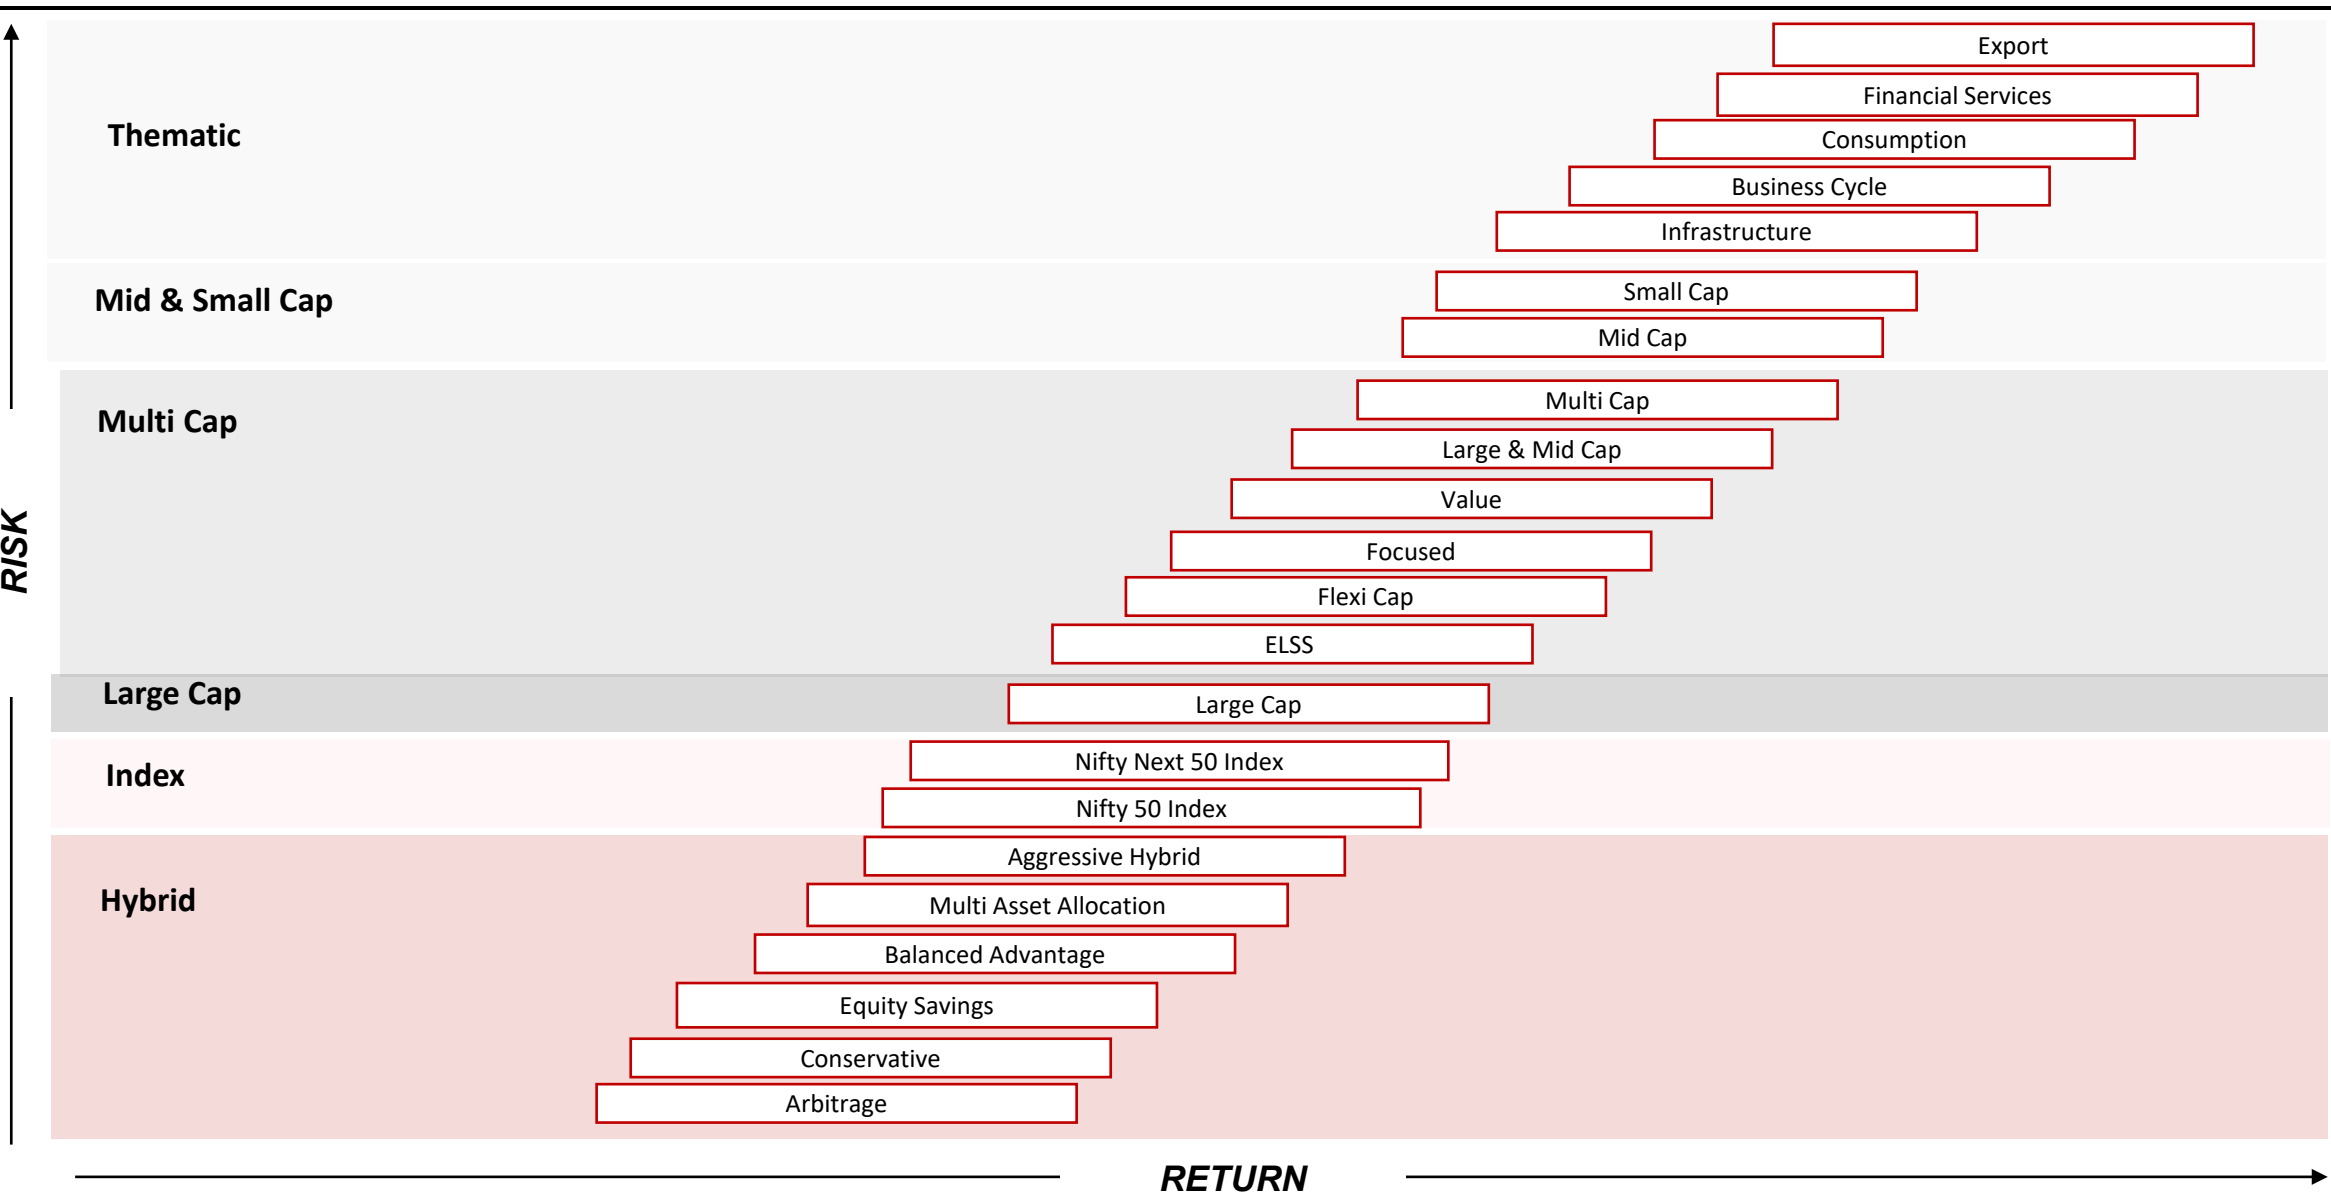 Export
Financial Services
Thematic
Consumption
Business Cycle
Infrastructure
Mid & Small Cap
Small Cap
Mid Cap
Multi Cap
Multi Cap
Large & Mid Cap
Value
RISK
Focused
Flexi Cap
ELSS
Large Cap
Large Cap
Index
Nifty Next 50 Index
Nifty 50 Index
Aggressive Hybrid
Hybrid
Multi Asset Allocation
Balanced Advantage
Equity Savings
Conservative
Arbitrage
RETURN